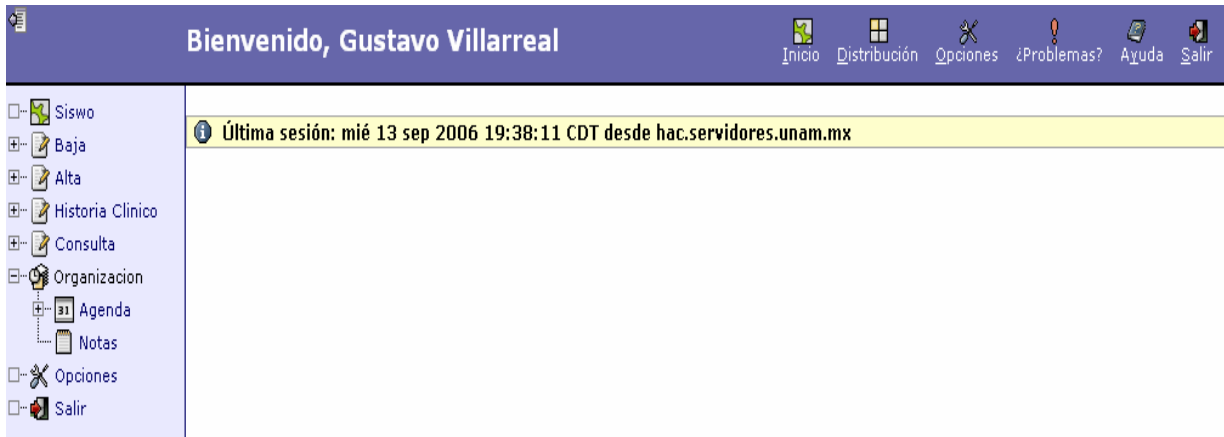 Bienvenido, Gustavo Villarreal
Inicio Distribución Opciones ¿Problemas? Ayuda Salir
Siswo
Baja
Alta
Historia Clinico
Consulta
Organizacion
31 Agenda
Notas
Opciones
Salir
Última sesión: mié 13 sep 2006 19:38:11 CDT desde hac.servidores.unam.mx